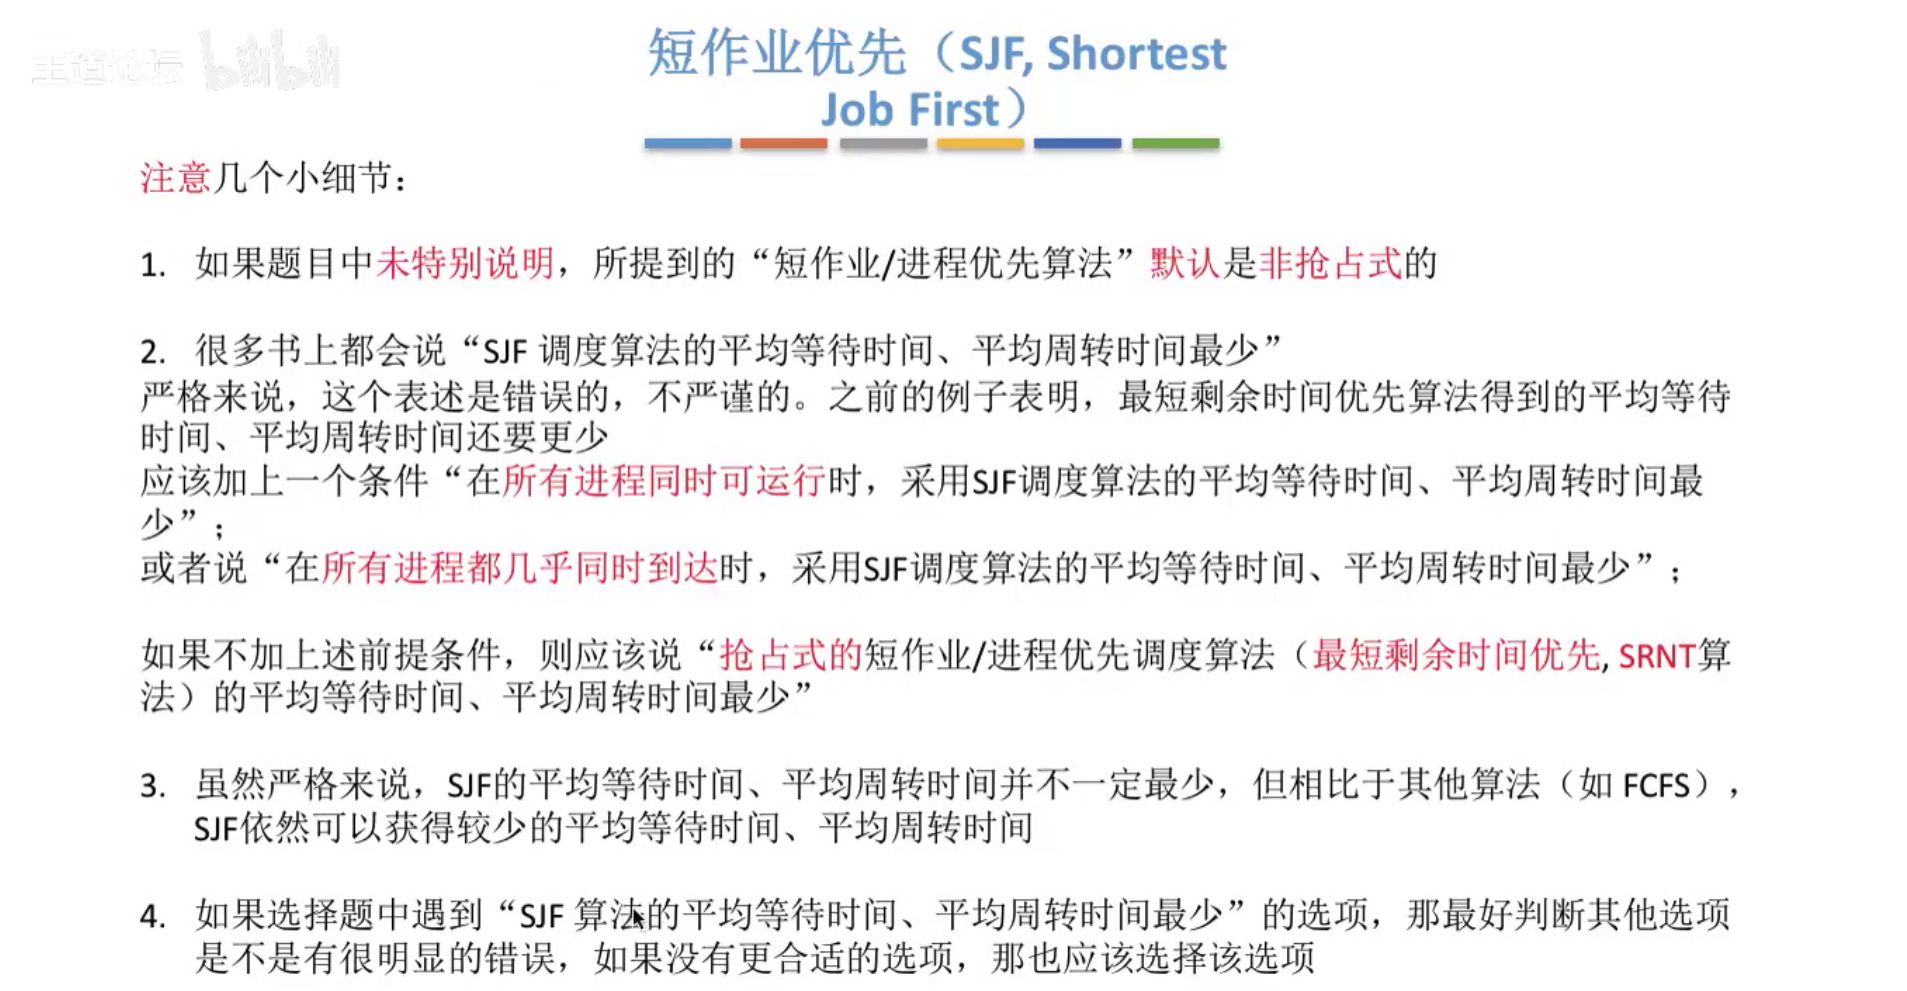 王道论坛 bilibili
短作业优先（SJF, Shortest
Job First）
注意几个小细节：
1. 如果题目中未特别说明，所提到的“短作业/进程优先算法”默认是非抢占式的
2. 很多书上都会说“SJF 调度算法的平均等待时间、平均周转时间最少”
严格来说，这个表述是错误的，不严谨的。之前的例子表明，最短剩余时间优先算法得到的平均等待
时间、平均周转时间还要更少
应该加上一个条件“在所有进程同时可运行时，采用SJF调度算法的平均等待时间、平均周转时间最
少”；
或者说“在所有进程都几乎同时到达时，采用SJF调度算法的平均等待时间、平均周转时间最少”；
如果不加上述前提条件，则应该说“抢占式的短作业/进程优先调度算法（最短剩余时间优先, SRNT算
法）的平均等待时间、平均周转时间最少”
3. 虽然严格来说，SJF的平均等待时间、平均周转时间并不一定最少，但相比于其他算法（如 FCFS），
SJF依然可以获得较少的平均等待时间、平均周转时间
4. 如果选择题中遇到“SJF 算法的平均等待时间、平均周转时间最少”的选项，那最好判断其他选项
是不是有很明显的错误，如果没有更合适的选项，那也应该选择该选项